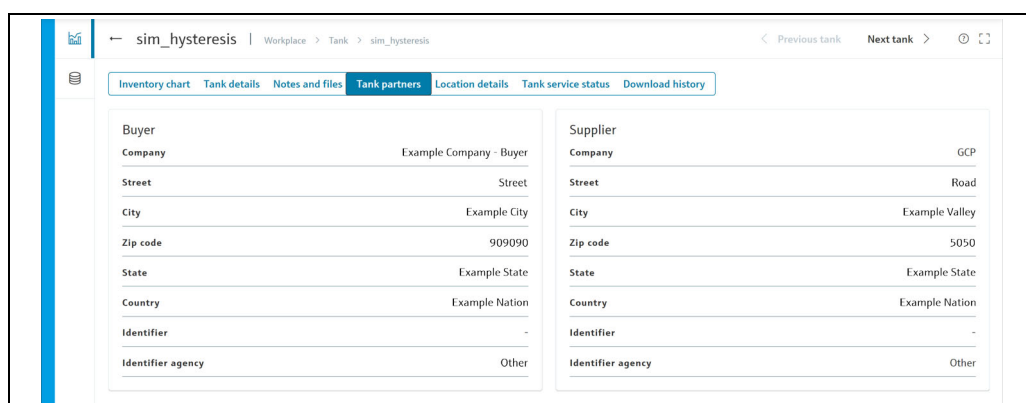 ← sim_hysteresis | Workplace > Tank > sim_hysteresis < Previous tank Next tank >
Inventory chart Tank details Notes and files Tank partners Location details Tank service status Download history
Buyer
Company Example Company - Buyer
Street Street
City Example City
Zip code 909090
State Example State
Country Example Nation
Identifier -
Identifier agency Other
Supplier
Company GCP
Street Road
City Example Valley
Zip code 5050
State Example State
Country Example Nation
Identifier -
Identifier agency Other